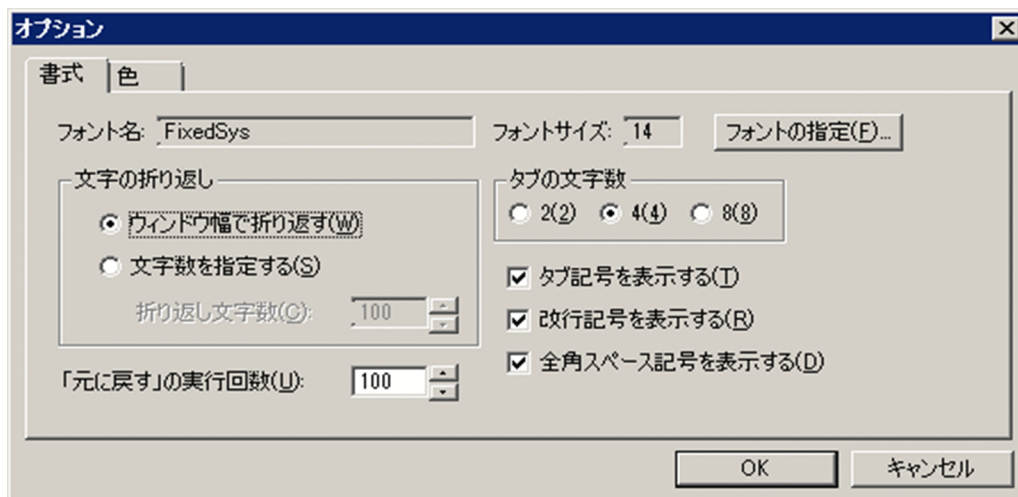 オプション
書式 色
フォント名: FixedSys フォントサイズ: 14 フォントの指定(F)...
文字の折り返し
ウィンドウ幅で折り返す(W)
文字数を指定する(S)
折り返し文字数(C): 100
「元に戻す」の実行回数(U): 100
タブの文字数
2(2) 4(4) 8(8)
タブ記号を表示する(T)
改行記号を表示する(R)
全角スペース記号を表示する(D)
OK キャンセル